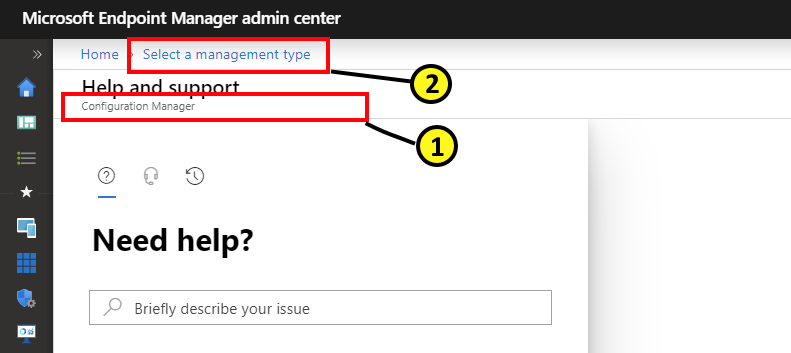 Microsoft Endpoint Manager admin center
Home > Select a management type
2
Help and support
Configuration Manager
1
Need help?
Briefly describe your issue